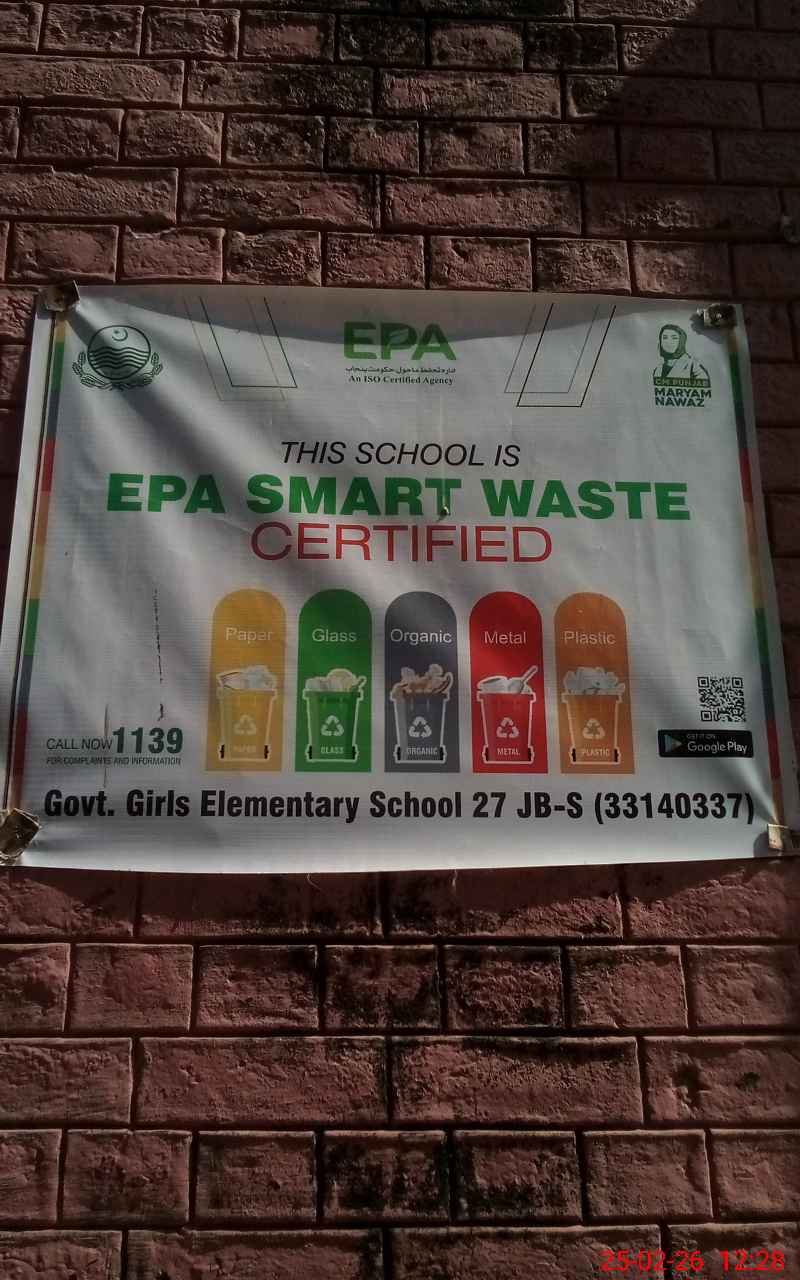 EPA
ادارہ تحفظ ماحول، حکومت پنجاب
An ISO Certified Agency
CM PUNJAB
MARYAM
NAWAZ
THIS SCHOOL IS
EPA SMART WASTE
CERTIFIED
Paper Glass Organic Metal Plastic
PAPER GLASS ORGANIC METAL PLASTIC
CALL NOW 1139
FOR COMPLAINTS AND INFORMATION
GET IT ON
Google Play
Govt. Girls Elementary School 27 JB-S (33140337)
25-02-26 12:28